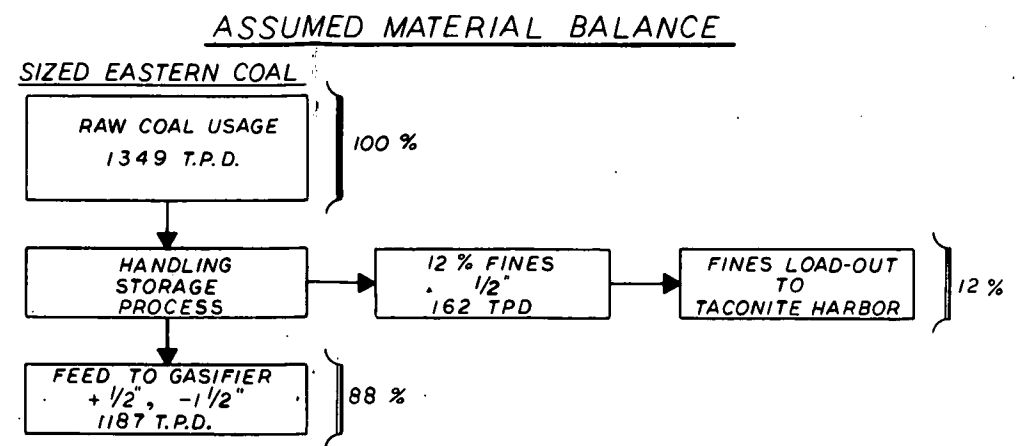 ASSUMED MATERIAL BALANCE
SIZED EASTERN COAL
RAW COAL USAGE
1349 T.P.D.
100 %
HANDLING
STORAGE
PROCESS
12 % FINES
1/2"
162 TPD
FINES LOAD-OUT
TO
TACONITE HARBOR
12 %
FEED TO GASIFIER
+ 1/2", -1 1/2"
1187 T.P.D.
88 %